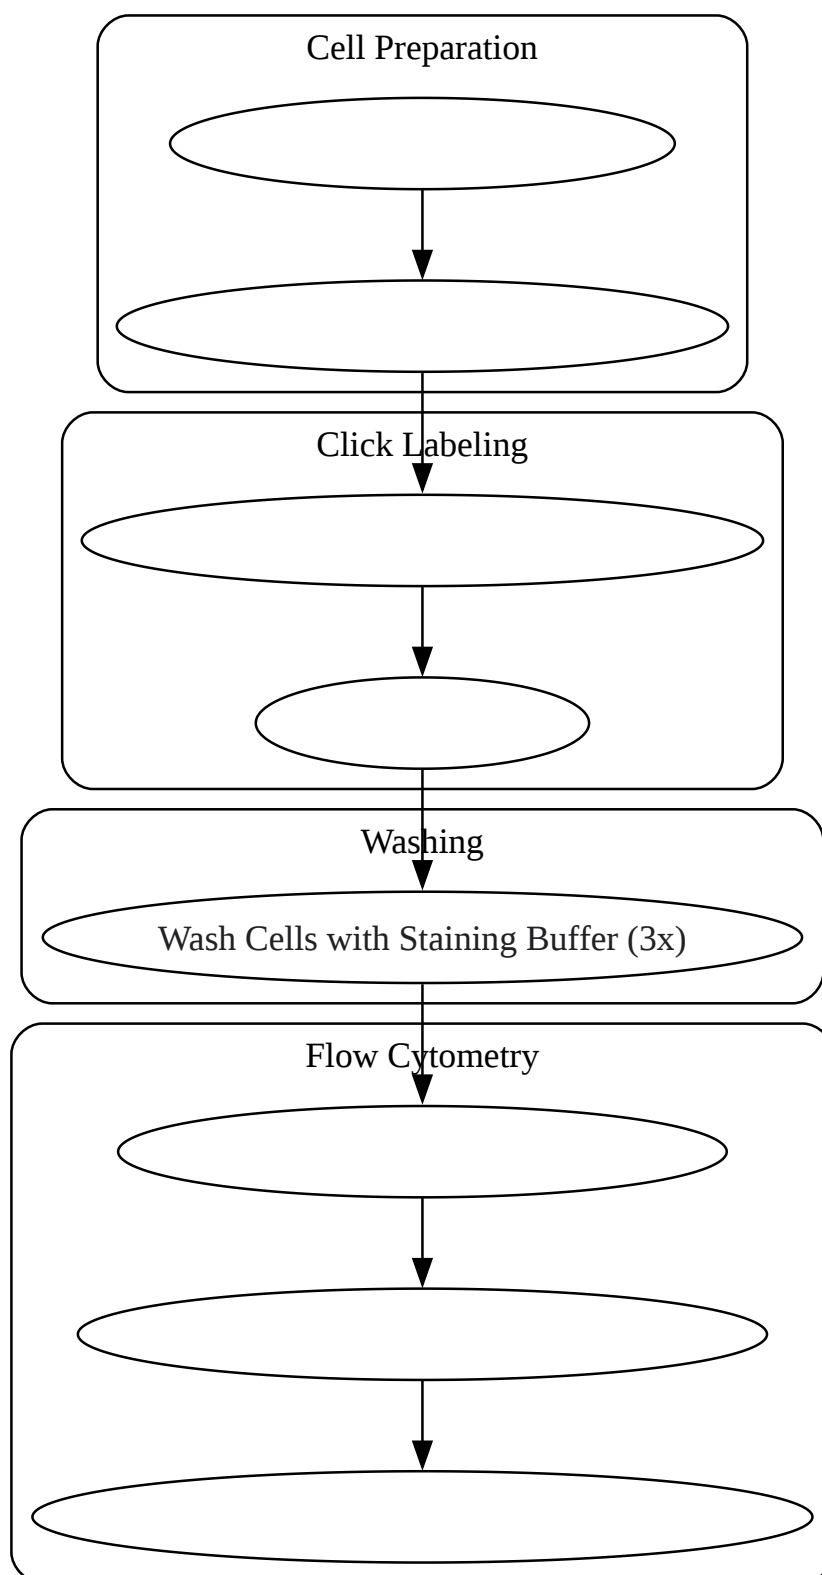 Cell Preparation
Click Labeling
Washing
Wash Cells with Staining Buffer (3x)
Flow Cytometry